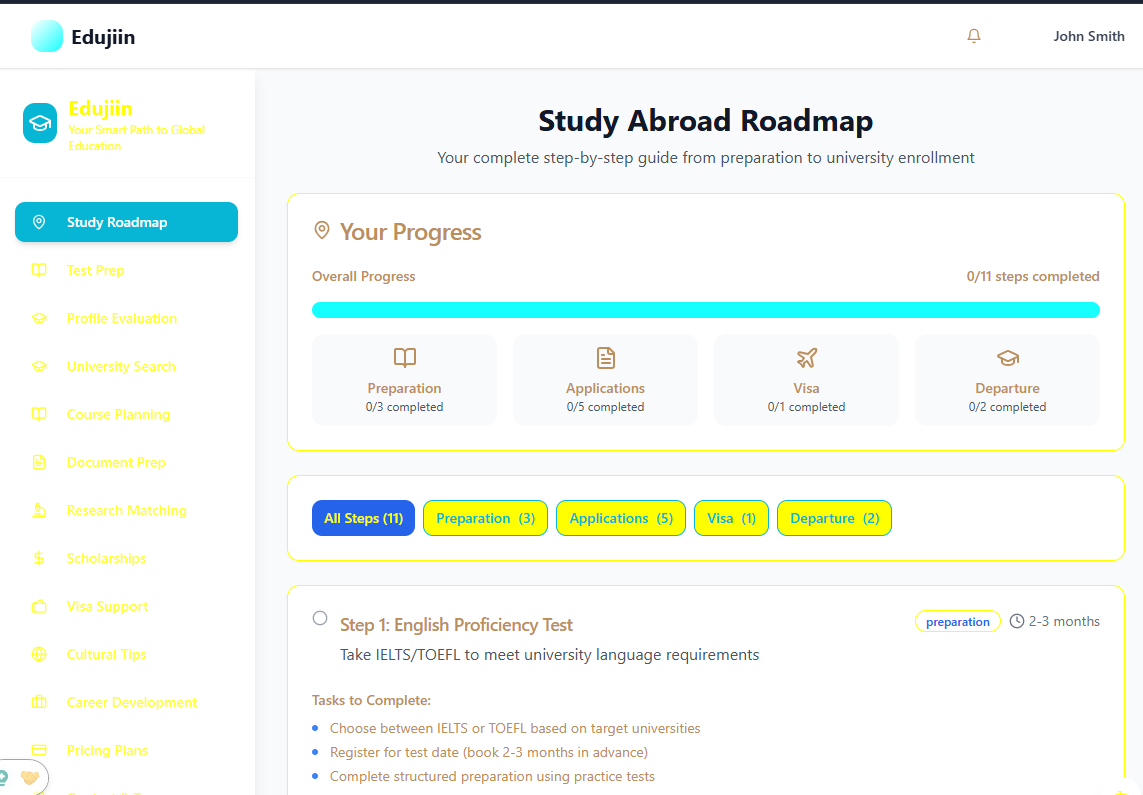 Edujiin
John Smith
Edujiin
Your Smart Path to Global
Education
Study Roadmap
Test Prep
Profile Evaluation
University Search
Course Planning
Document Prep
Research Matching
Scholarships
Visa Support
Cultural Tips
Career Development
Pricing Plans
Study Abroad Roadmap
Your complete step-by-step guide from preparation to university enrollment
Your Progress
Overall Progress
0/11 steps completed
Preparation
0/3 completed
Applications
0/5 completed
Visa
0/1 completed
Departure
0/2 completed
All Steps (11)
Preparation (3)
Applications (5)
Visa (1)
Departure (2)
Step 1: English Proficiency Test
preparation
2-3 months
Take IELTS/TOEFL to meet university language requirements
Tasks to Complete:
Choose between IELTS or TOEFL based on target universities
Register for test date (book 2-3 months in advance)
Complete structured preparation using practice tests